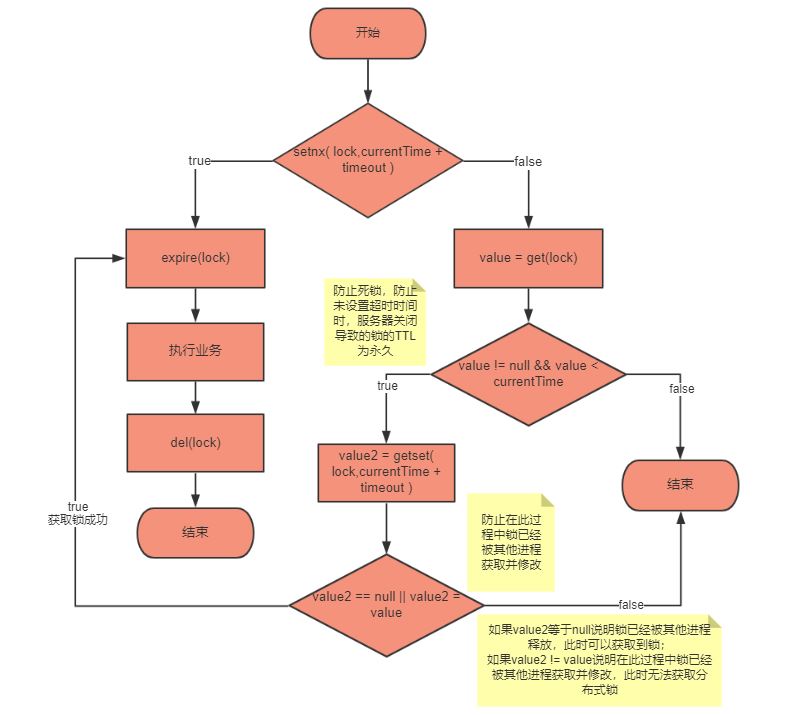 开始
setnx( lock,currentTime +
timeout )
true
false
expire(lock)
value = get(lock)
防止死锁，防止
未设置超时时间
时，服务器关闭
导致的锁的TTL
为永久
执行业务
value != null && value <
currentTime
true
false
del(lock)
value2 = getset(
lock,currentTime +
timeout )
结束
true
获取锁成功
结束
防止在此过
程中锁已经
被其他进程
获取并修改
value2 == null || value2 =
value
false
如果value2等于null说明锁已经被其他进程
释放，此时可以获取到锁；
如果value2 != value说明在此过程中锁已经
被其他进程获取并修改，此时无法获取分
布式锁